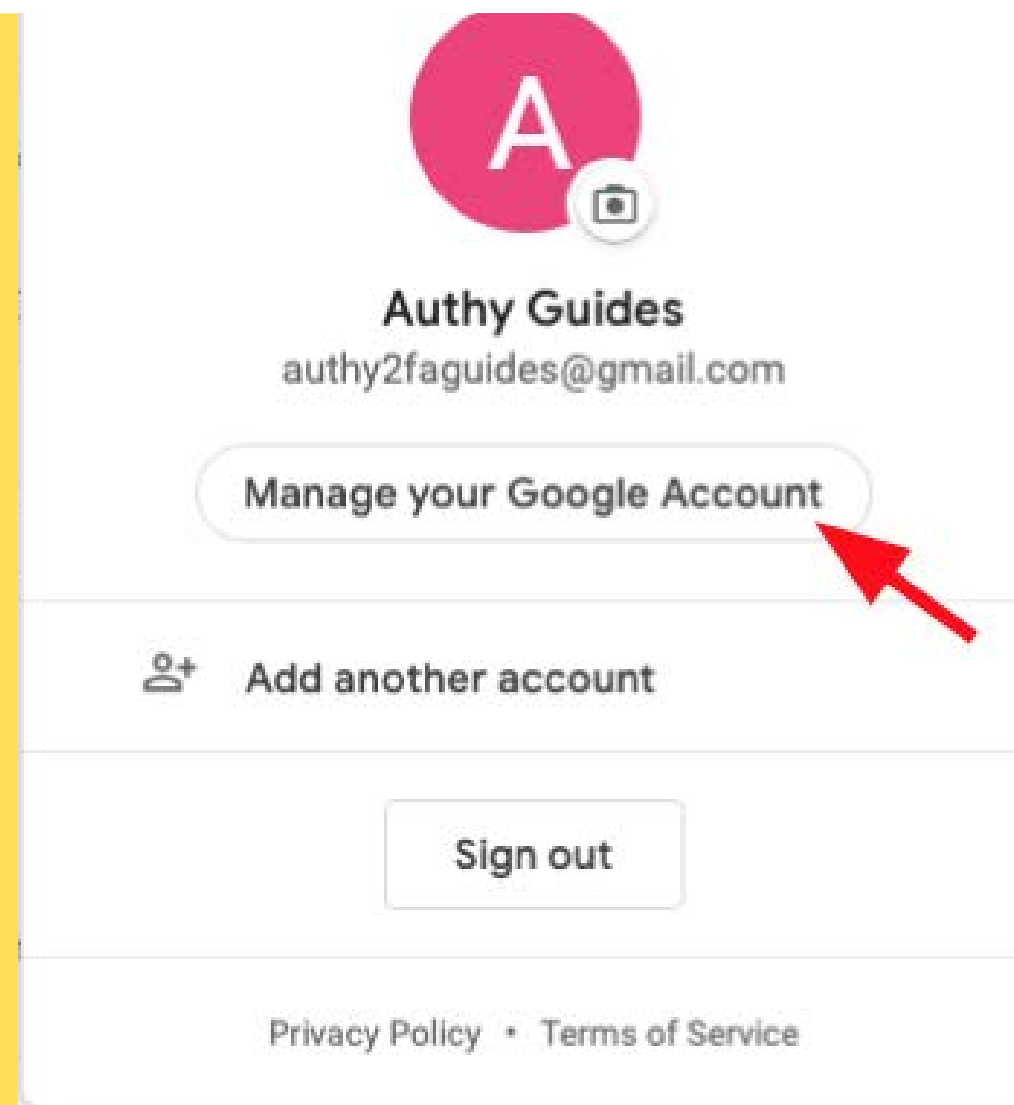 A
Authy Guides
authy2faguides@gmail.com
Manage your Google Account
Add another account
Sign out
Privacy Policy • Terms of Service